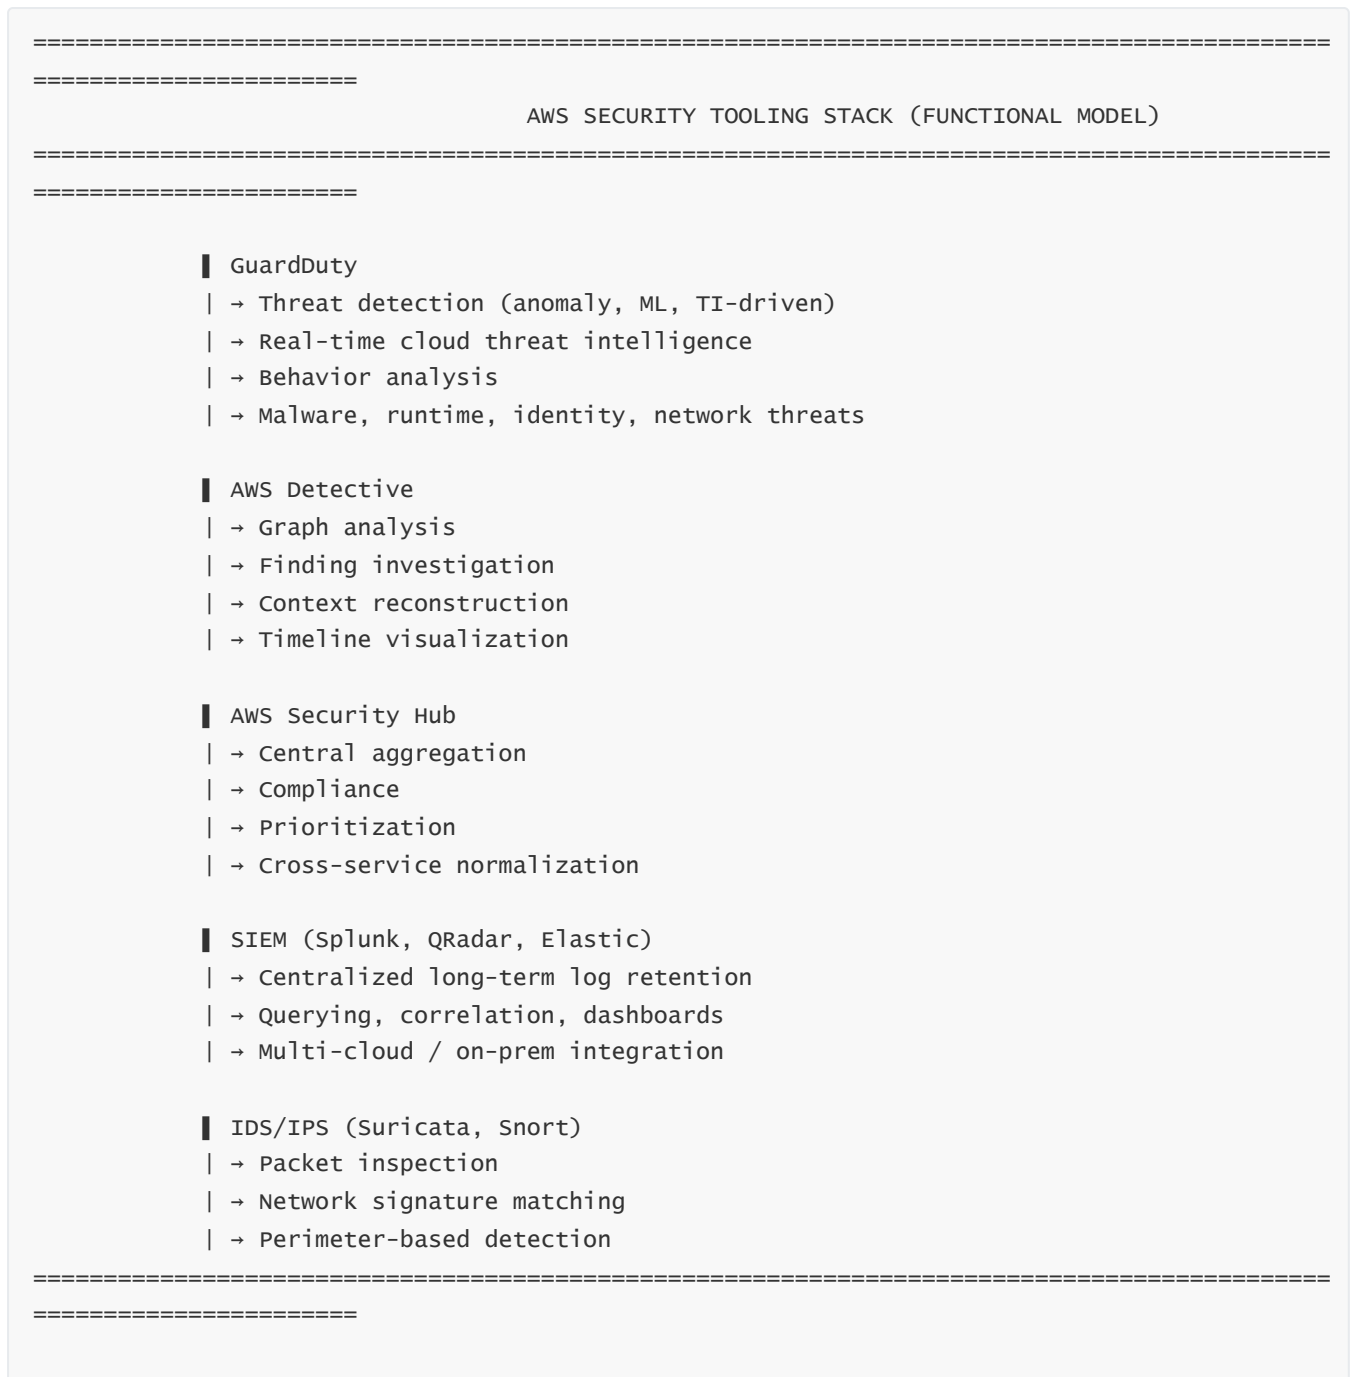 ============================================================================================
=======================
AWS SECURITY TOOLING STACK (FUNCTIONAL MODEL)
============================================================================================
=======================
▌ GuardDuty
| → Threat detection (anomaly, ML, TI-driven)
| → Real-time cloud threat intelligence
| → Behavior analysis
| → Malware, runtime, identity, network threats
▌ AWS Detective
| → Graph analysis
| → Finding investigation
| → Context reconstruction
| → Timeline visualization
▌ AWS Security Hub
| → Central aggregation
| → Compliance
| → Prioritization
| → Cross-service normalization
▌ SIEM (Splunk, QRadar, Elastic)
| → Centralized long-term log retention
| → Querying, correlation, dashboards
| → Multi-cloud / on-prem integration
▌ IDS/IPS (Suricata, Snort)
| → Packet inspection
| → Network signature matching
| → Perimeter-based detection
============================================================================================
=======================